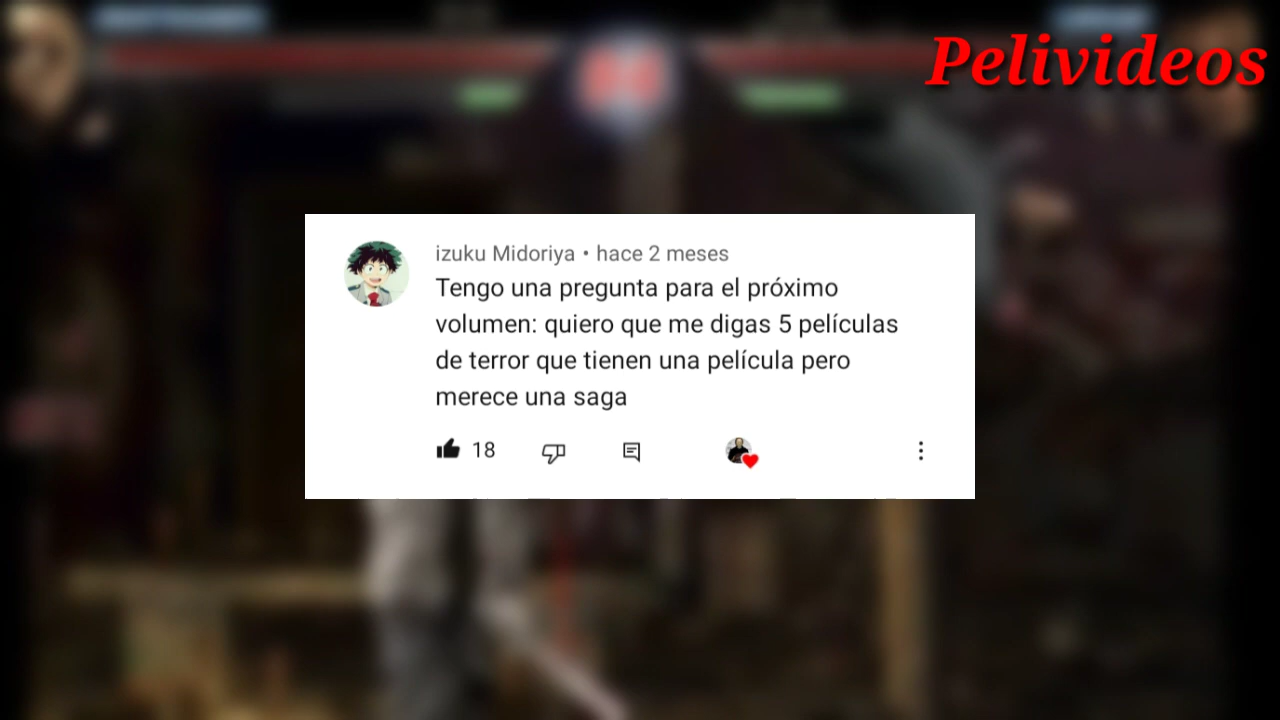 Pelivideos
izuku Midoriya • hace 2 meses
Tengo una pregunta para el próximo
volumen: quiero que me digas 5 películas
de terror que tienen una película pero
merece una saga
18